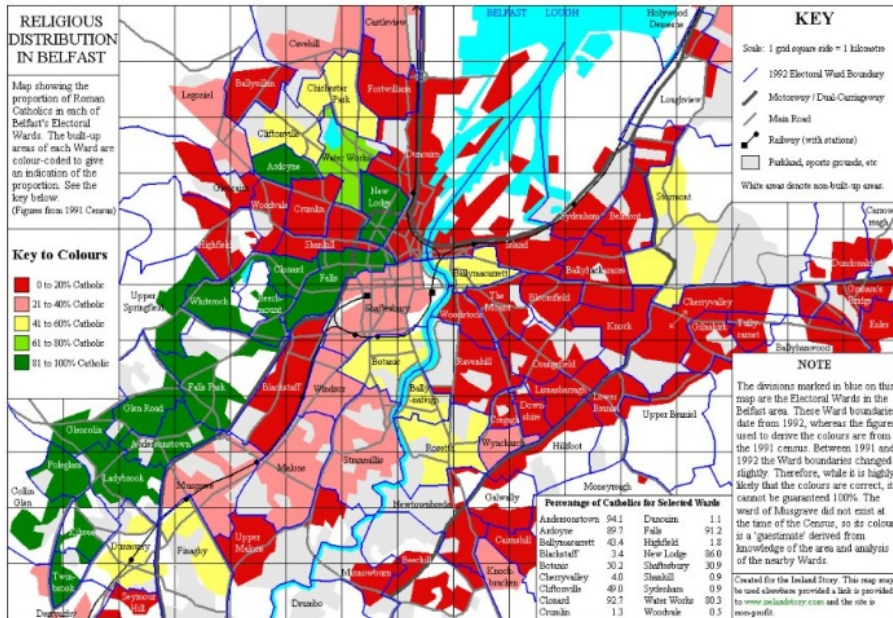 RELIGIOUS
DISTRIBUTION
IN BELFAST
Map showing the
proportion of Roman
Catholics in each of
Belfast's Electoral
Wards. The built-up
areas of each Ward are
colour-coded to give
an indication of the
proportion. See the
key below.
(Figures from 1991 Census)
Key to Colours
0 to 20% Catholic
21 to 40% Catholic
41 to 60% Catholic
61 to 80% Catholic
81 to 100% Catholic
BELFAST LOUGH
Castleview
Cavehill
Holywood
Demesne
Legoniel
Ballysillan
Chichester
Park
Fortwilliam
Loughview
Cliftonville
Water Works
Duncairn
Ardoyne
Stormont
New
Lodge
Woodvale
Crumlin
Sydenham
Belmont
Highfield
Shankill
Island
Clonard
Falls
Ballymacarrett
Ballyhackamore
Dundonald
Upper
Springfield
Whiterock
Beech-
mount
Shaftesbury
The
Mount
Bloomfield
Cherryvalley
Woodstock
Knock
Gilnahirk
Tully-
carnet
Enler
Ballyhanwood
Botanic
Ravenhill
Orangefield
Falls Park
Blackstaff
Windsor
Lisnasharragh
Lower
Braniel
Glen Road
Cregagh
Down-
shire
Upper Braniel
Glencolin
Andersonstown
Rosetta
Wynchurch
Hillfoot
Poleglass
Ladybrook
Musgrave
Malone
Stranmillis
Moneyreagh
Collin
Glen
Newtownbreda
Galwally
Kilwee
Dunmurry
Finaghy
Upper
Malone
Cairnshill
Twin-
brook
Minnowburn
Beechill
Knock-
bracken
Seymour
Hill
Derryaghy
Drumbo
Percentage of Catholics for Selected Wards
Andersonstown 94.1 Duncairn 1.1
Ardoyne 89.7 Falls 91.2
Ballymacarrett 43.4 Highfield 1.8
Blackstaff 3.4 New Lodge 86.0
Botanic 50.2 Shaftesbury 30.9
Cherryvalley 4.0 Shankill 0.9
Cliftonville 49.0 Sydenham 0.9
Clonard 92.7 Water Works 80.3
Crumlin 1.3 Woodvale 0.5
KEY
Scale: 1 grid square side = 1 kilometre
1992 Electoral Ward Boundary
Motorway / Dual-Carriageway
Main Road
Railway (with stations)
Parkland, sports grounds, etc
White areas denote non-built-up areas.
NOTE
The divisions marked in blue on this
map are the Electoral Wards in the
Belfast area. These Ward boundaries
date from 1992, whereas the figures
used to derive the colours are from
the 1991 census. Between 1991 and
1992 the Ward boundaries changed
slightly. Therefore, while it is highly
likely that the colours are correct, it
cannot be guaranteed 100%. The
ward of Musgrave did not exist at
the time of the Census, so its colour
is a 'guestimate' derived from
knowledge of the area and analysis
of the nearby Wards.
Created for the Ireland Story. This map may
be used elsewhere provided a link is provided
to www.irelandstory.com and the site is
non-profit.